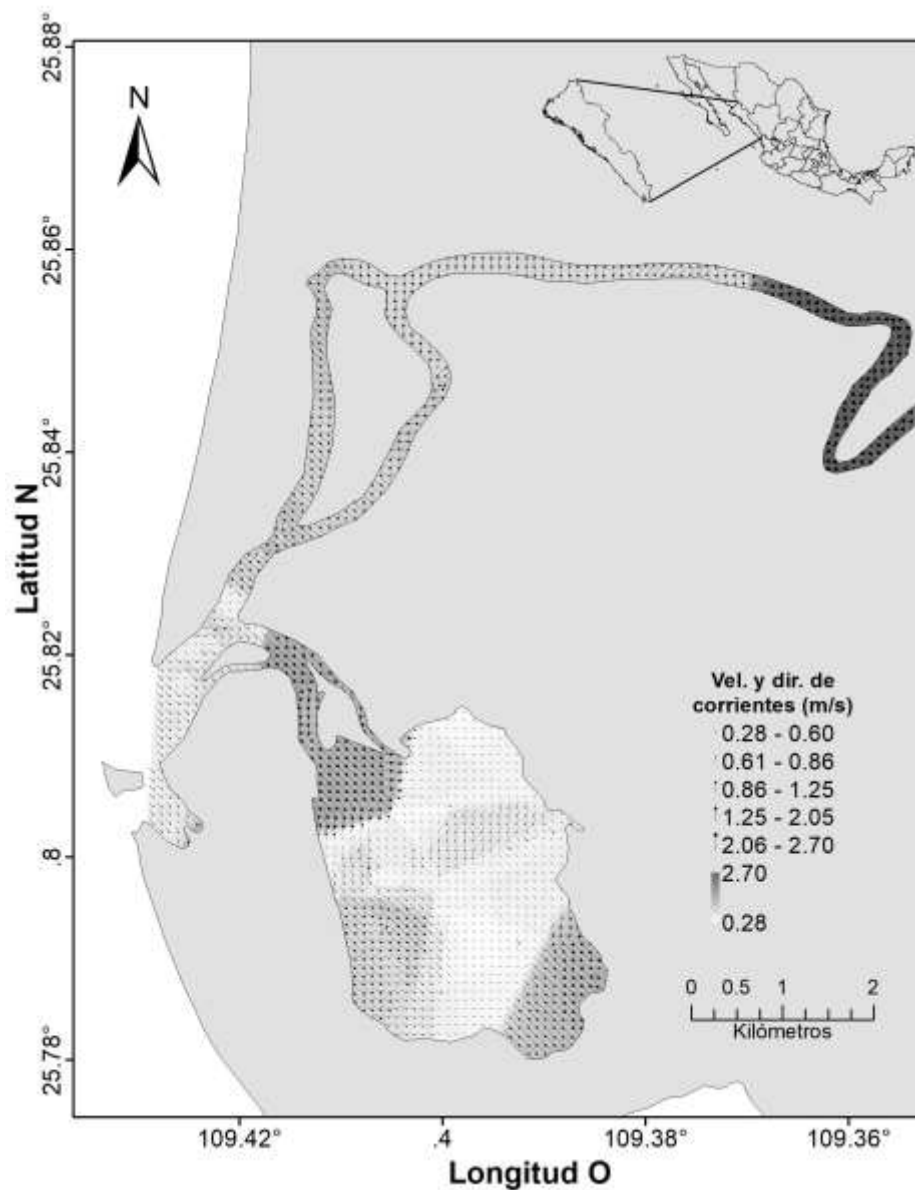 25.88°
N
25.86°
25.84°
Latitud N
25.82°
Vel. y dir. de
corrientes (m/s)
0.28 - 0.60
0.61 - 0.86
0.86 - 1.25
1.25 - 2.05
2.06 - 2.70
2.70
0.28
.8
0 0.5 1 2
Kilómetros
25.78°
109.42° .4 109.38° 109.36°
Longitud O